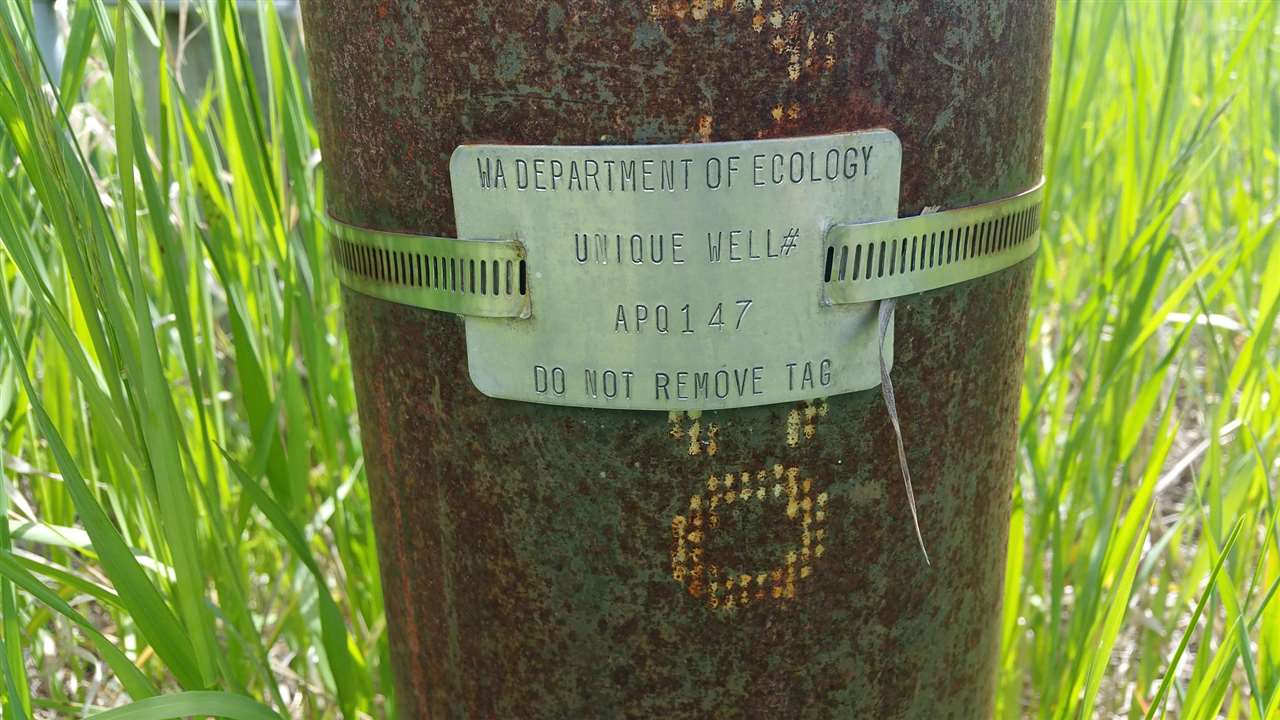 WA DEPARTMENT OF ECOLOGY
UNIQUE WELL#
APQ147
DO NOT REMOVE TAG